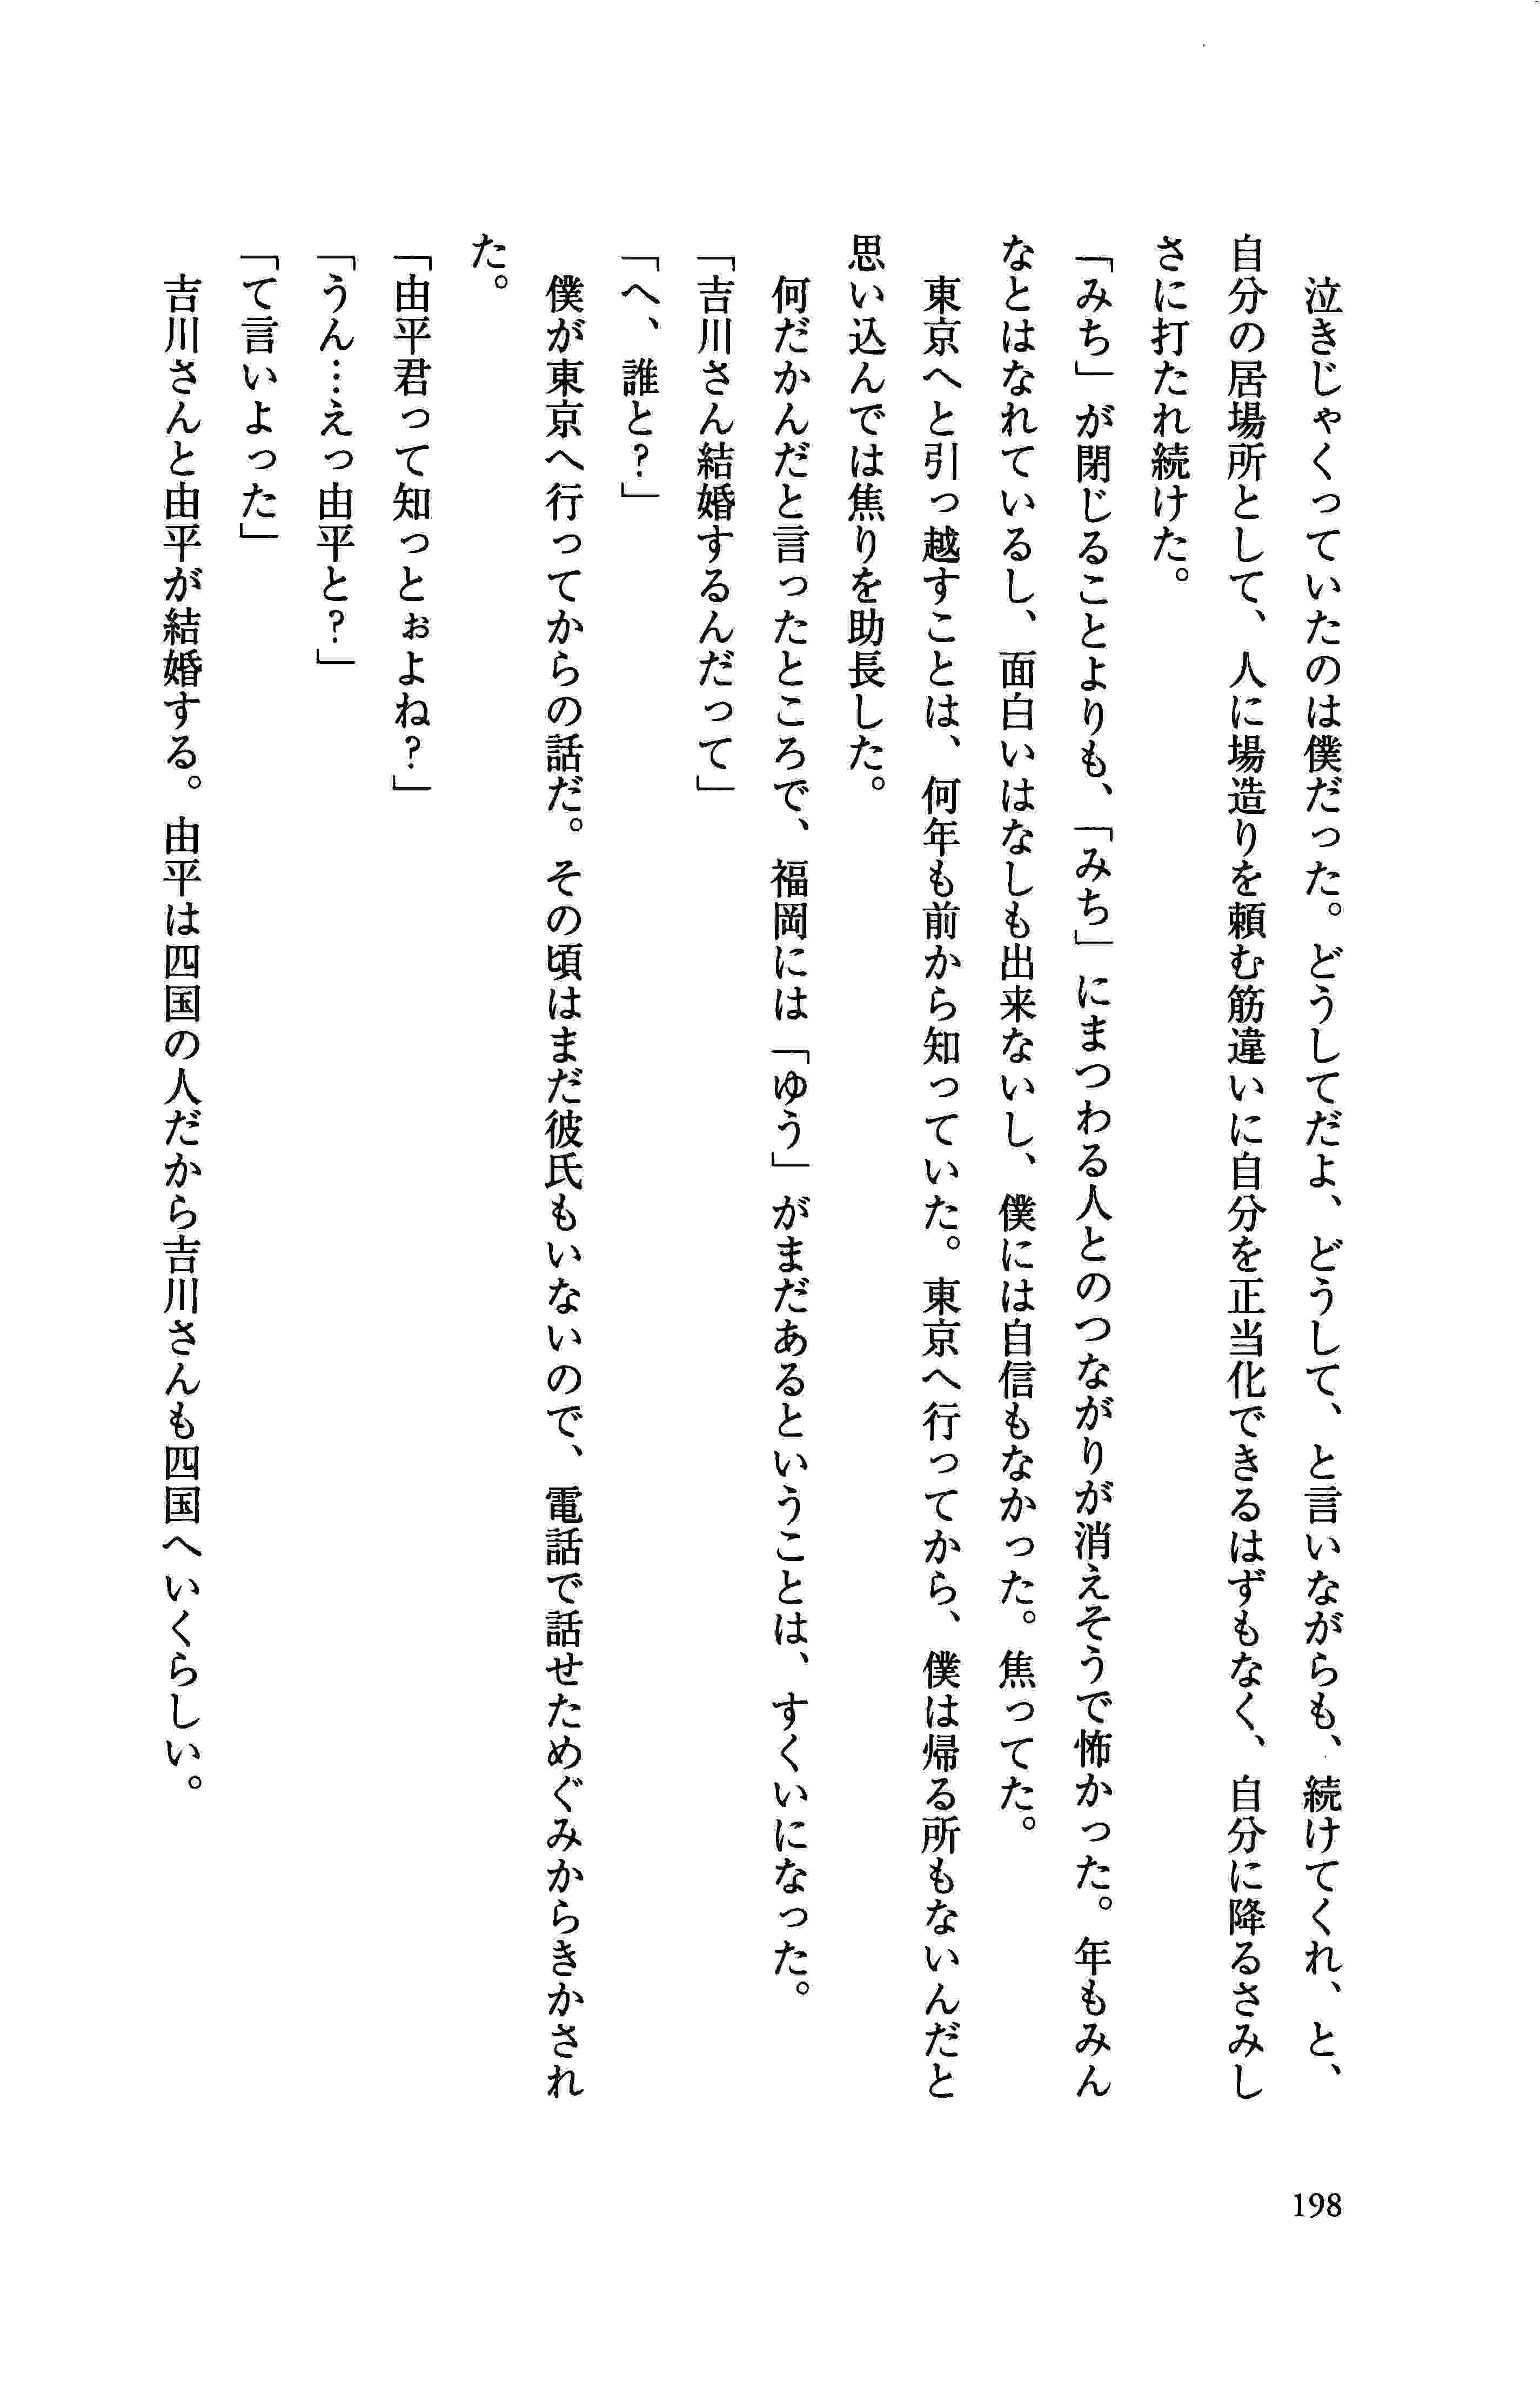 泣きじゃくっていたのは僕だった。どうしてだよ、どうして、と言いながらも、続けてくれ、と、
自分の居場所として、人に場造りを頼む筋違いに自分を正当化できるはずもなく、自分に降るさみし
さに打たれ続けた。
「みち」が閉じることよりも、「みち」にまつわる人とのつながりが消えそうで怖かった。年もみん
なとはなれているし、面白いはなしも出来ないし、僕には自信もなかった。焦ってた。
東京へと引っ越すことは、何年も前から知っていた。東京へ行ってから、僕は帰る所もないんだと
思い込んでは焦りを助長した。
何だかんだと言ったところで、福岡には「ゆう」がまだあるということは、すくいになった。
「吉川さん結婚するんだって」
「へ、誰と?」
僕が東京へ行ってからの話だ。その頃はまだ彼氏もいないので、電話で話せためぐみからきかされ
た。
「由平君って知っとぉよね?」
「うん…えっ由平と?」
「て言いよった」
吉川さんと由平が結婚する。由平は四国の人だから吉川さんも四国へいくらしい。
198